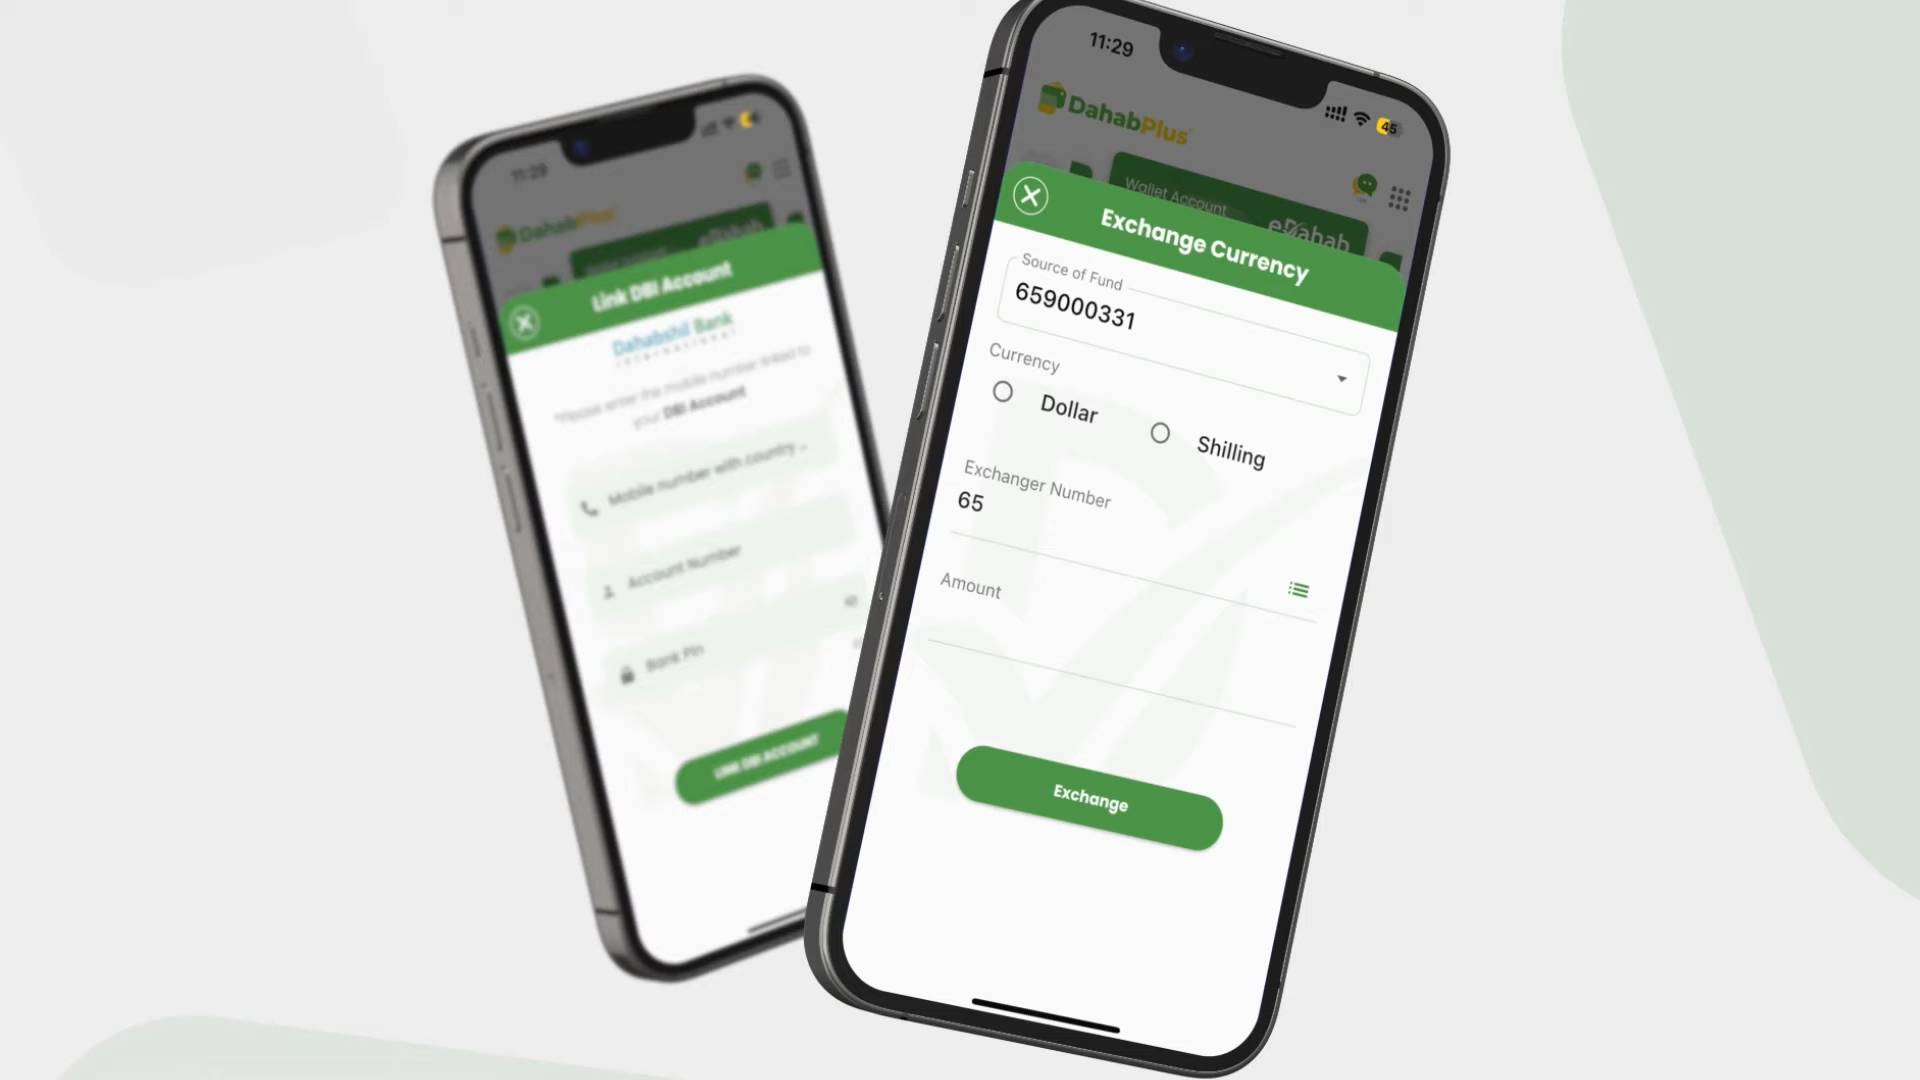 11:29
DahabPlus
Link DBI Account
Dahabshil Bank
INTERNATIONAL
*Please enter the mobile number linked to
your DBI Account
Mobile number with country ..
Account Number
Bank Pin
LINK DBI ACCOUNT
11:29
45
DahabPlus
Wallet Account
eDahab
Exchange Currency
Source of Fund
659000331
Currency
Dollar
Shilling
Exchanger Number
65
Amount
Exchange